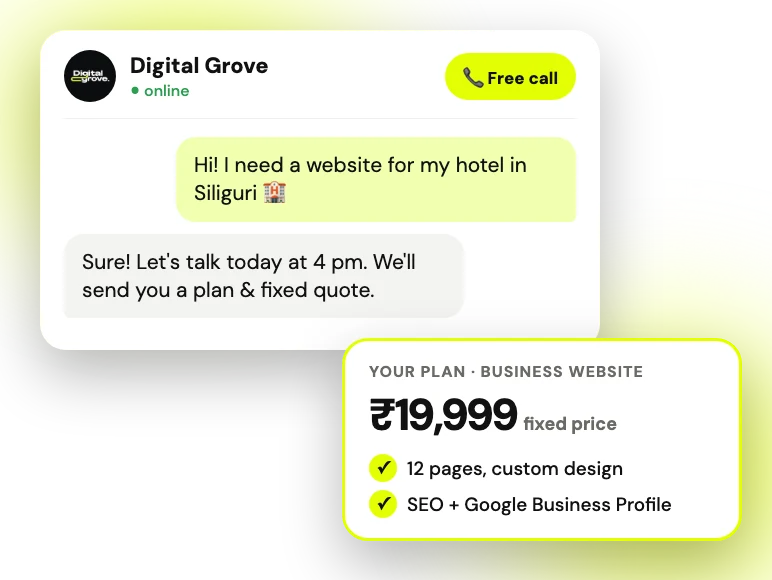 Digital
grove.
Digital Grove
online
Free call
Hi! I need a website for my hotel in
Siliguri 🏨
Sure! Let's talk today at 4 pm. We'll
send you a plan & fixed quote.
YOUR PLAN · BUSINESS WEBSITE
₹19,999 fixed price
✓ 12 pages, custom design
✓ SEO + Google Business Profile